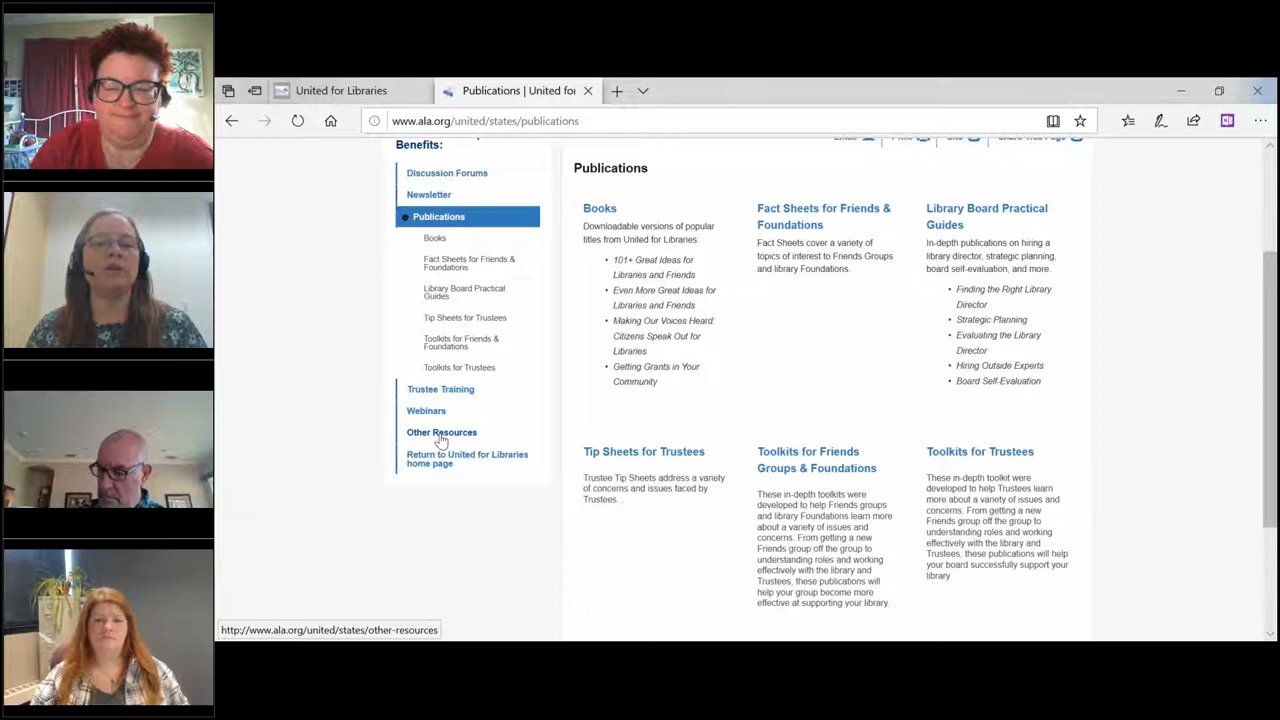 United for Libraries
Publications | United for
www.ala.org/united/states/publications
Benefits:
Discussion Forums
Newsletter
Publications
Books
Fact Sheets for Friends &
Foundations
Library Board Practical
Guides
Tip Sheets for Trustees
Toolkits for Friends &
Foundations
Toolkits for Trustees
Trustee Training
Webinars
Other Resources
Return to United for Libraries
home page
Publications
Books
Downloadable versions of popular
titles from United for Libraries.
• 101+ Great Ideas for
Libraries and Friends
• Even More Great Ideas for
Libraries and Friends
• Making Our Voices Heard:
Citizens Speak Out for
Libraries
• Getting Grants in Your
Community
Fact Sheets for Friends &
Foundations
Fact Sheets cover a variety of
topics of interest to Friends Groups
and library Foundations.
Library Board Practical
Guides
In-depth publications on hiring a
library director, strategic planning,
board self-evaluation, and more.
• Finding the Right Library
Director
• Strategic Planning
• Evaluating the Library
Director
• Hiring Outside Experts
• Board Self-Evaluation
Tip Sheets for Trustees
Trustee Tip Sheets address a variety
of concerns and issues faced by
Trustees.
Toolkits for Friends
Groups & Foundations
These in-depth toolkits were
developed to help Friends groups
and library Foundations learn more
about a variety of issues and
concerns. From getting a new
Friends group off the group to
understanding roles and working
effectively with the library and
Trustees, these publications will
help your group become more
effective at supporting your library.
Toolkits for Trustees
These in-depth toolkit were
developed to help Trustees learn
more about a variety of issues and
concerns. From getting a new
Friends group off the group to
understanding roles and working
effectively with the library and
Trustees, these publications will help
your board successfully support your
library
http://www.ala.org/united/states/other-resources